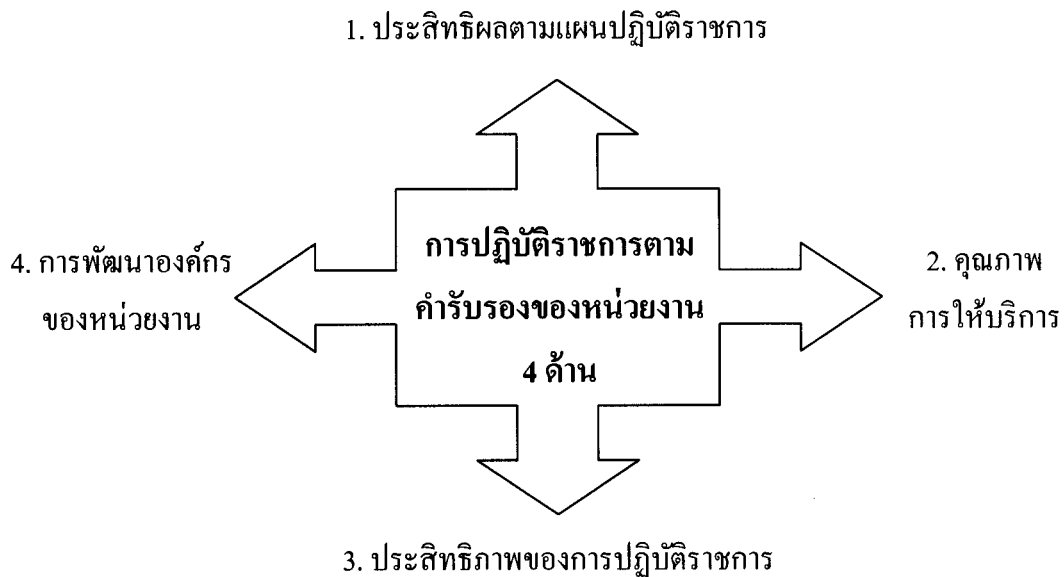 1. ประสิทธิผลตามแผนปฏิบัติราชการ
การปฏิบัติราชการตาม
คำรับรองของหน่วยงาน
4 ด้าน
2. คุณภาพ
การให้บริการ
3. ประสิทธิภาพของการปฏิบัติราชการ
4. การพัฒนาองค์กร
ของหน่วยงาน